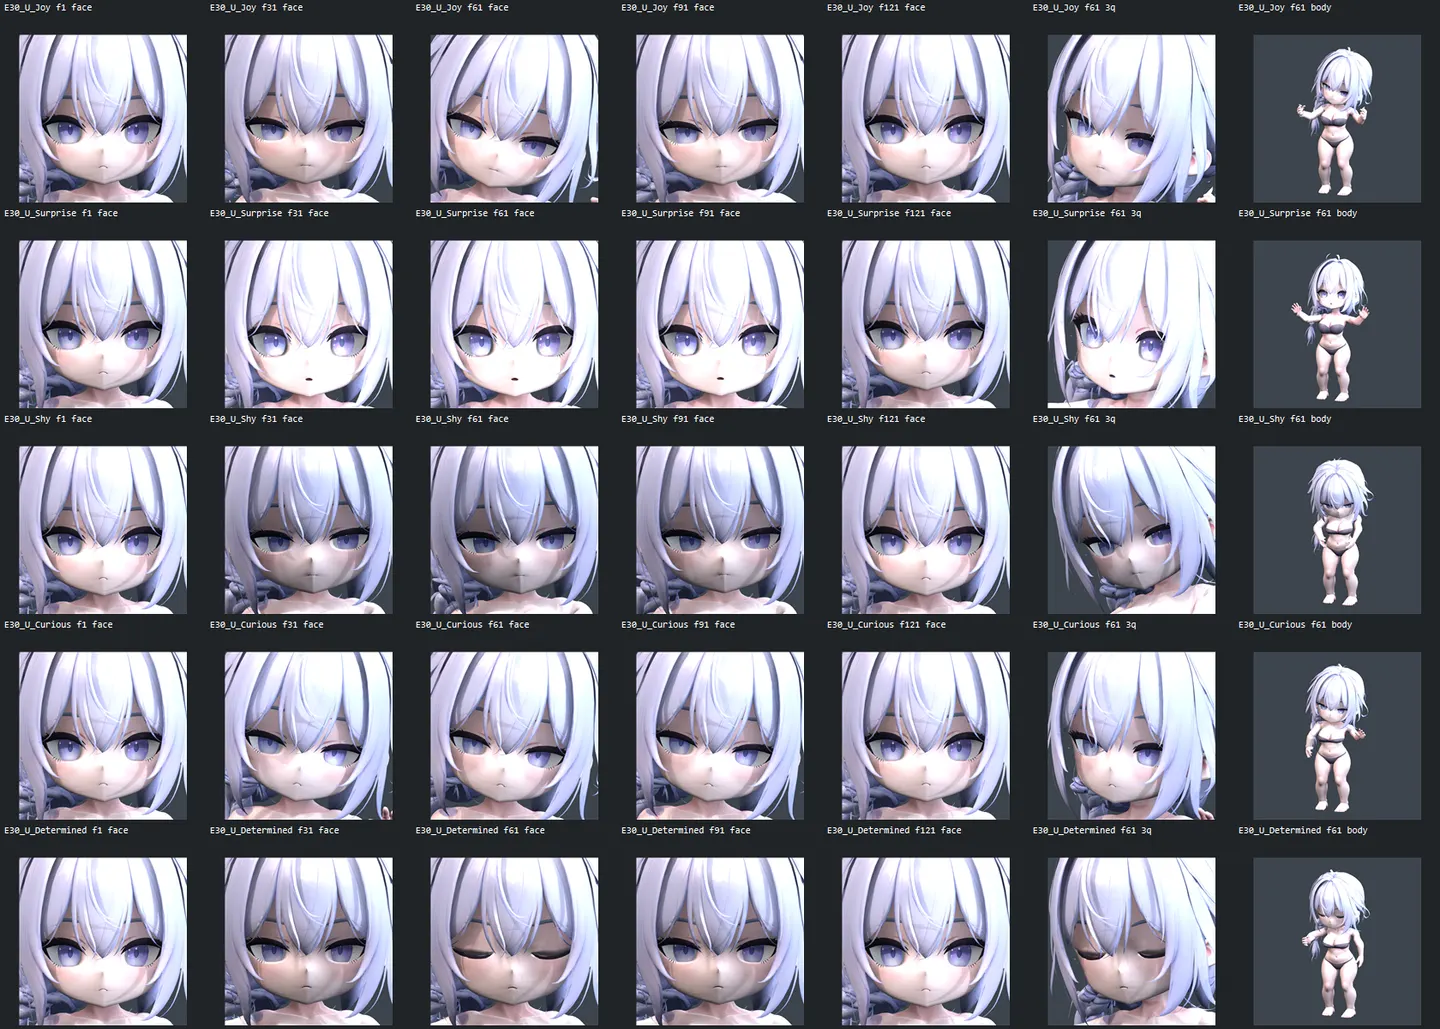 E30_U_Joy f1 face
E30_U_Joy f31 face
E30_U_Joy f61 face
E30_U_Joy f91 face
E30_U_Joy f121 face
E30_U_Joy f61 3q
E30_U_Joy f61 body
E30_U_Surprise f1 face
E30_U_Surprise f31 face
E30_U_Surprise f61 face
E30_U_Surprise f91 face
E30_U_Surprise f121 face
E30_U_Surprise f61 3q
E30_U_Surprise f61 body
E30_U_Shy f1 face
E30_U_Shy f31 face
E30_U_Shy f61 face
E30_U_Shy f91 face
E30_U_Shy f121 face
E30_U_Shy f61 3q
E30_U_Shy f61 body
E30_U_Curious f1 face
E30_U_Curious f31 face
E30_U_Curious f61 face
E30_U_Curious f91 face
E30_U_Curious f121 face
E30_U_Curious f61 3q
E30_U_Curious f61 body
E30_U_Determined f1 face
E30_U_Determined f31 face
E30_U_Determined f61 face
E30_U_Determined f91 face
E30_U_Determined f121 face
E30_U_Determined f61 3q
E30_U_Determined f61 body